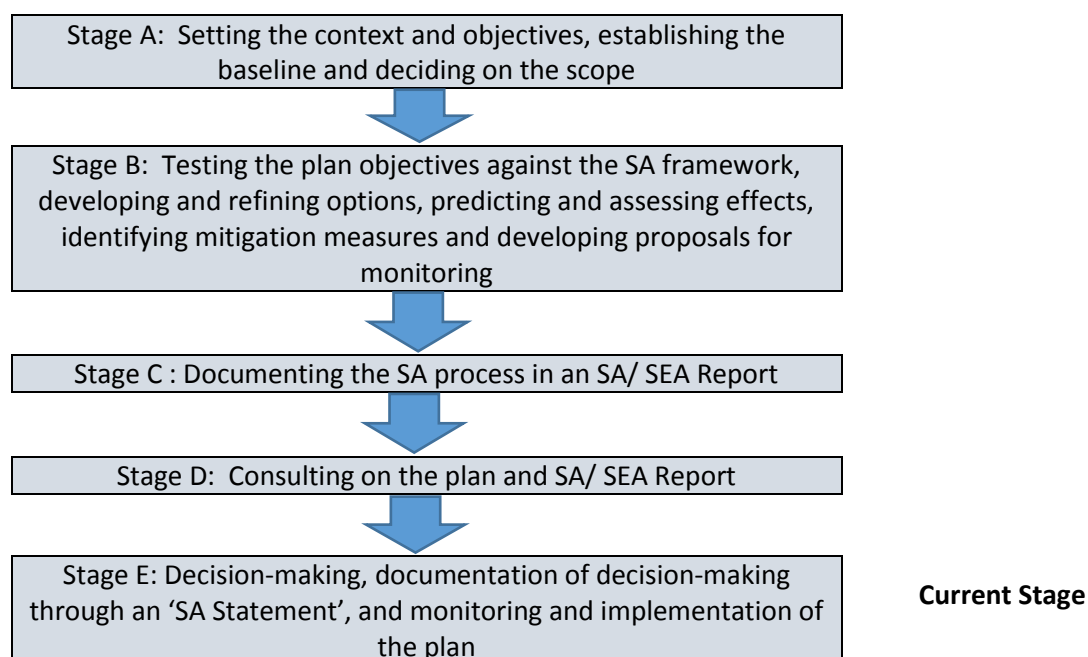 Stage A:  Setting the context and objectives, establishing the
baseline and deciding on the scope
Stage B:  Testing the plan objectives against the SA framework,
developing and refining options, predicting and assessing effects,
identifying mitigation measures and developing proposals for
monitoring
Stage C : Documenting the SA process in an SA/ SEA Report
Stage D:  Consulting on the plan and SA/ SEA Report
Stage E: Decision-making, documentation of decision-making
through an ‘SA Statement’, and monitoring and implementation of
the plan
Current Stage